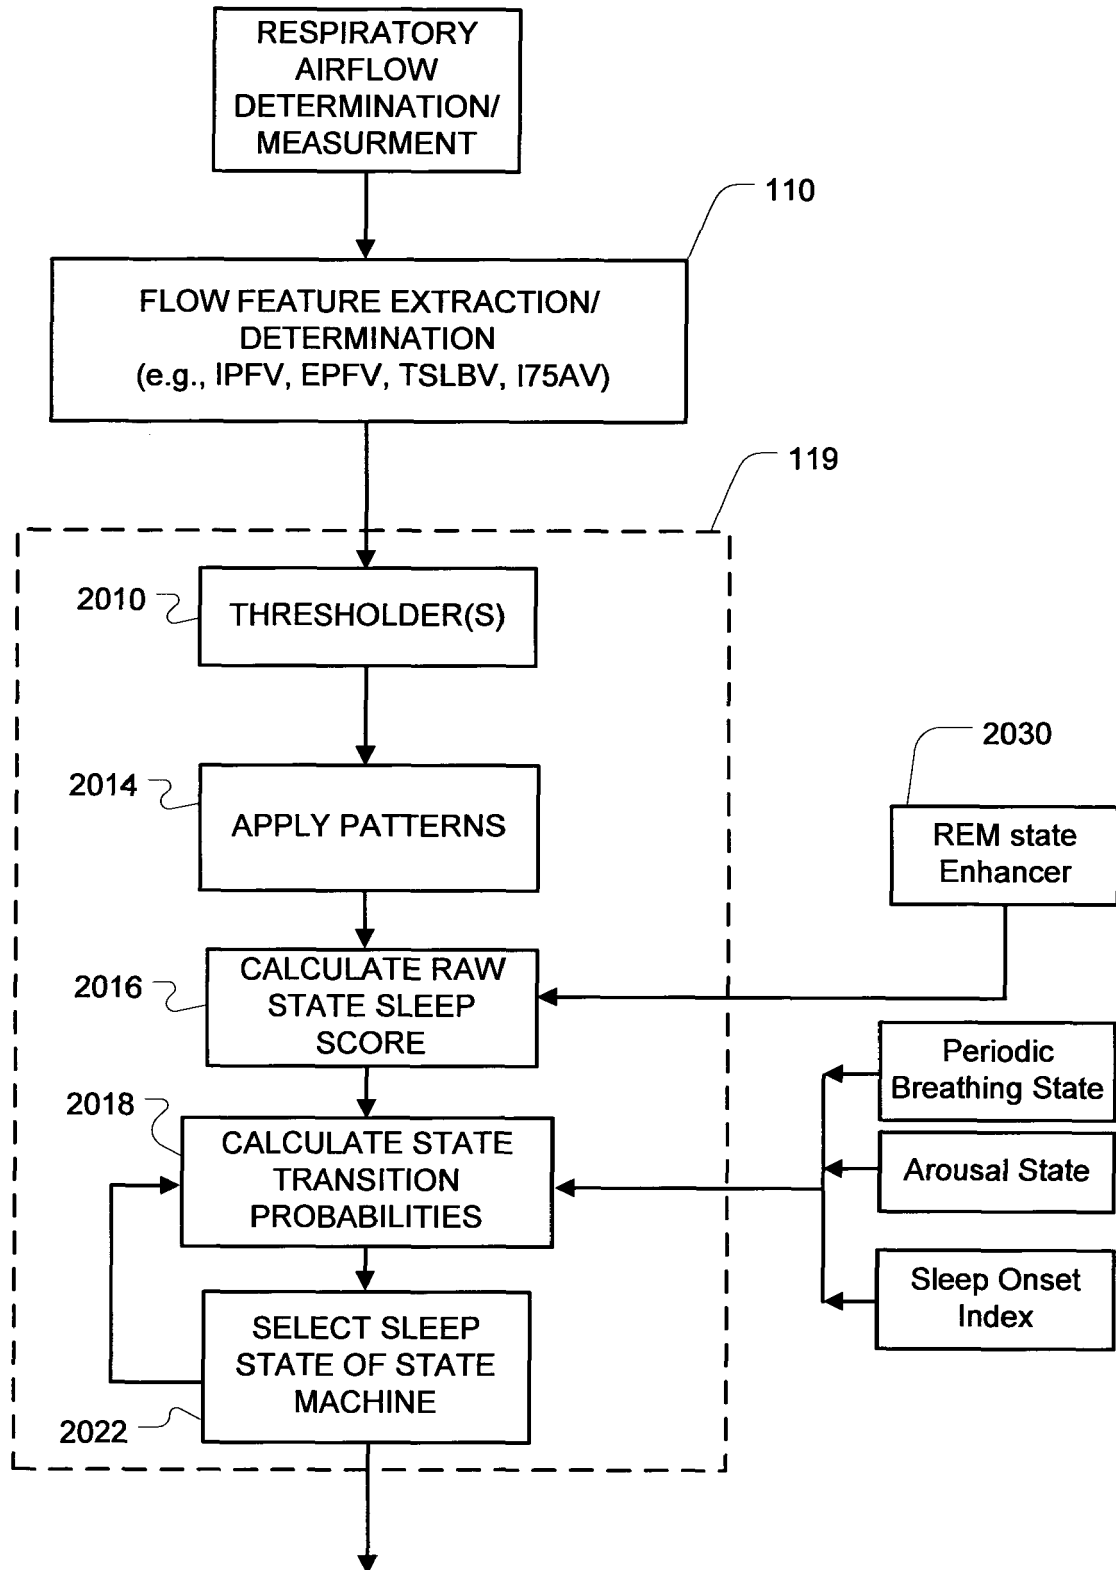 RESPIRATORY
AIRFLOW
DETERMINATION/
MEASURMENT
110
FLOW FEATURE EXTRACTION/
DETERMINATION
(e.g., IPFV, EPFV, TSLBV, I75AV)
119
2010
THRESHOLDER(S)
2030
2014
APPLY PATTERNS
REM state
Enhancer
2016
CALCULATE RAW
STATE SLEEP
SCORE
Periodic
Breathing State
2018
CALCULATE STATE
TRANSITION
PROBABILITIES
Arousal State
Sleep Onset
Index
SELECT SLEEP
STATE OF STATE
MACHINE
2022